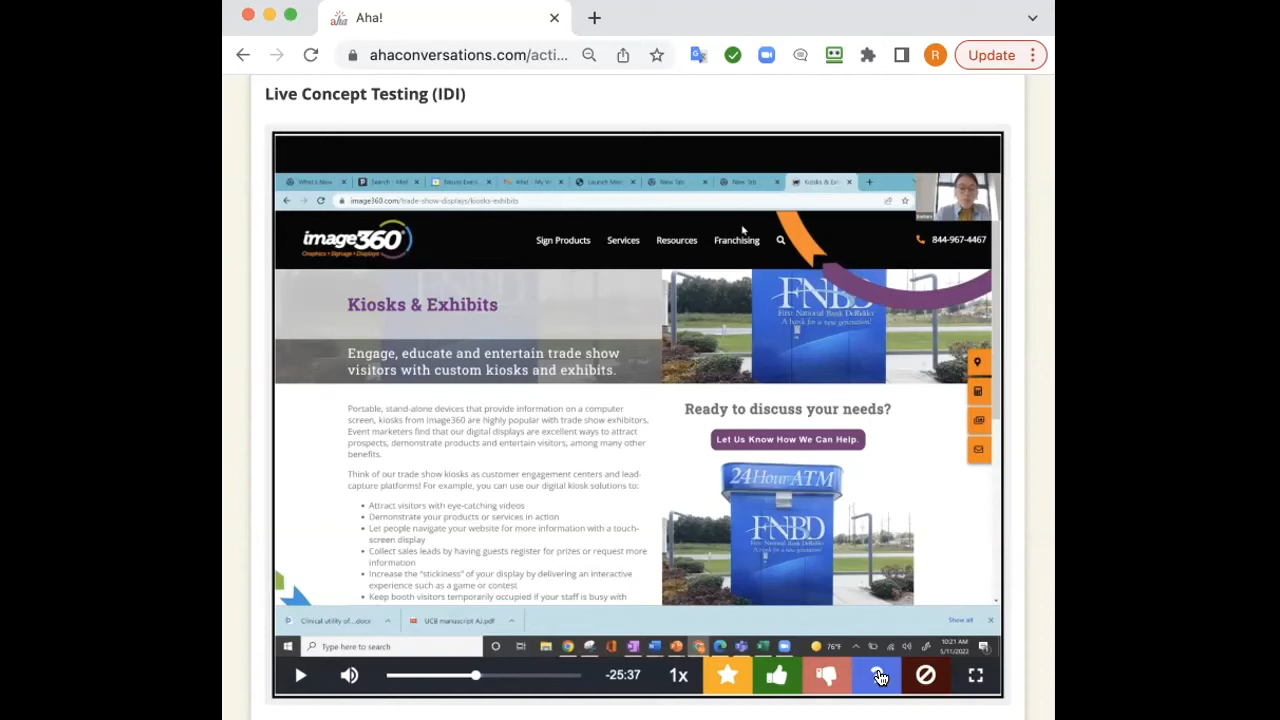 Aha!
ahaconversations.com/acti...
R
Update
Live Concept Testing (IDI)
What's New
Search
New Tab
New Tab
Kiosks & Ex
image360.com/trade-show-displays/kiosks-exhibits
image360
Graphics • Signage • Displays
Sign Products
Services
Resources
Franchising
844-967-4467
Kiosks & Exhibits
Engage, educate and entertain trade show
visitors with custom kiosks and exhibits.
FNBD
First National Bank DeRidder
A bank for a new generation!
Portable, stand-alone devices that provide information on a computer
screen, kiosks from Image360 are highly popular with trade show exhibitors.
Event marketers find that our digital displays are excellent ways to attract
prospects, demonstrate products and entertain visitors, among many other
benefits.
Think of our trade show kiosks as customer engagement centers and lead-
capture platforms! For example, you can use our digital kiosk solutions to:
• Attract visitors with eye-catching videos
• Demonstrate your products or services in action
• Let people navigate your website for more information with a touch-
screen display
• Collect sales leads by having guests register for prizes or request more
information
• Increase the "stickiness" of your display by delivering an interactive
experience such as a game or contest
• Keep booth visitors temporarily occupied if your staff is busy with
Ready to discuss your needs?
Let Us Know How We Can Help.
24 Hour ATM
FNBD
First National Bank DeRidder
A bank for a new generation!
Clinical utility of...docx
UCB manuscript AJ.pdf
Show all
Type here to search
76°F
10:21 AM
5/11/2022
-25:37
1x